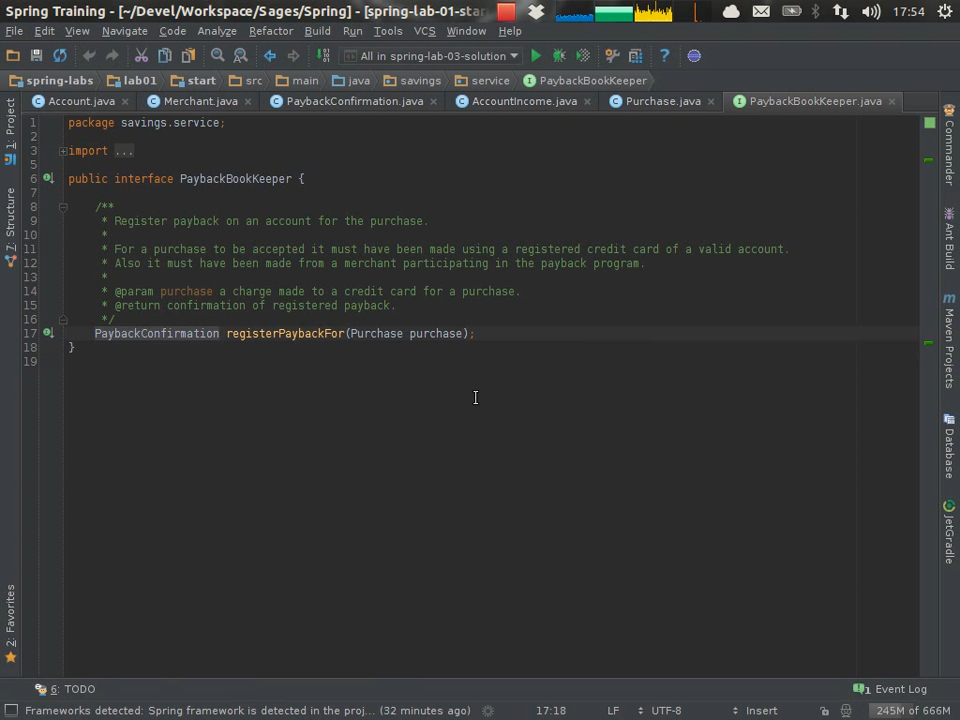 Spring Training - [~/Devel/Workspace/Sages/Spring] - [spring-lab-01-star
17:54
File Edit View Navigate Code Analyze Refactor Build Run Tools VCS Window Help
All in spring-lab-03-solution
spring-labs lab01 start src main java savings service PaybackBookKeeper
Account.java Merchant.java PaybackConfirmation.java AccountIncome.java Purchase.java PaybackBookKeeper.java
1: Project
7: Structure
2: Favorites
1 package savings.service;
2
3 import ...
5
6 public interface PaybackBookKeeper {
7
8 /**
9 * Register payback on an account for the purchase.
10 *
11 * For a purchase to be accepted it must have been made using a registered credit card of a valid account.
12 * Also it must have been made from a merchant participating in the payback program.
13 *
14 * @param purchase a charge made to a credit card for a purchase.
15 * @return confirmation of registered payback.
16 */
17 PaybackConfirmation registerPaybackFor(Purchase purchase);
18 }
19
Commander
Ant Build
Maven Projects
Database
JetGradle
6: TODO
1 Event Log
Frameworks detected: Spring framework is detected in the proj... (32 minutes ago)
17:18 LF UTF-8 Insert 245M of 666M